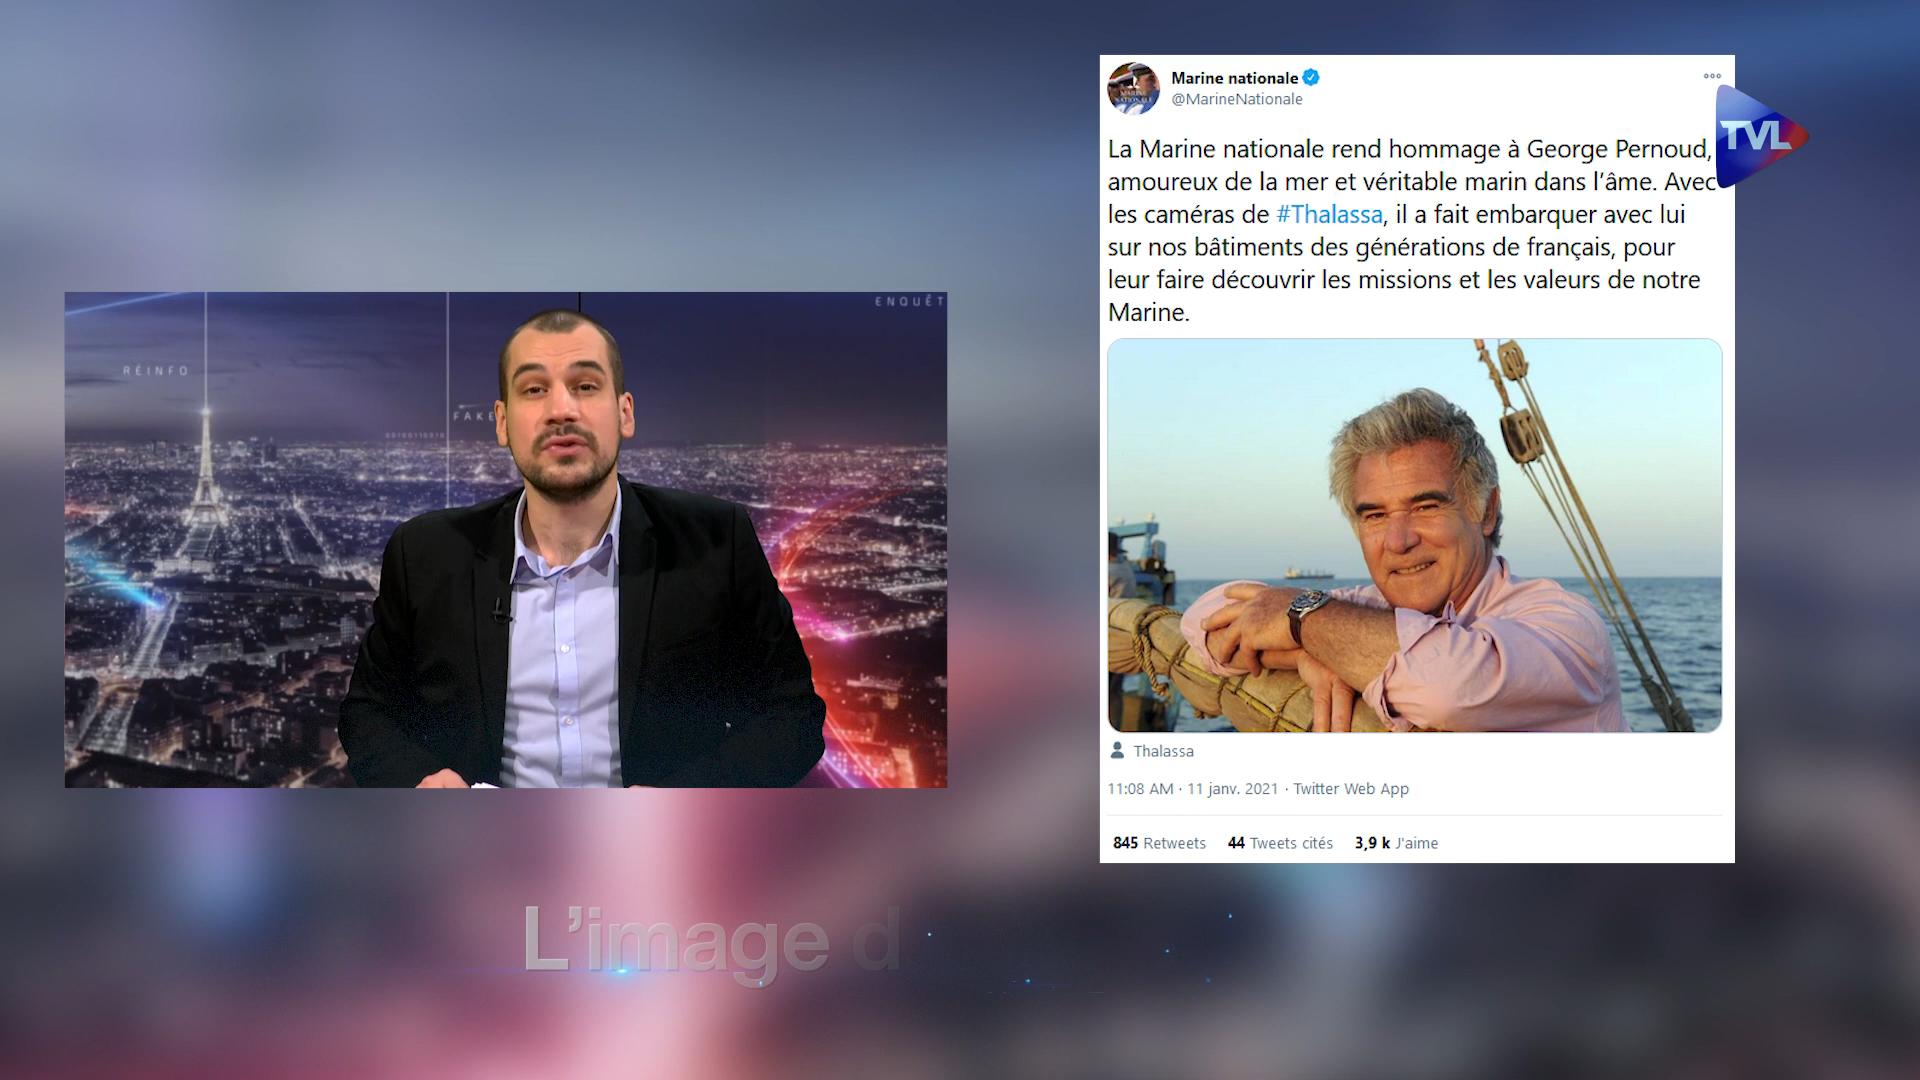 ENQUÊT
RÉINFO
FAKE
Marine nationale
@MarineNationale
TVL
La Marine nationale rend hommage à George Pernoud,
amoureux de la mer et véritable marin dans l’âme. Avec
les caméras de #Thalassa, il a fait embarquer avec lui
sur nos bâtiments des générations de français, pour
leur faire découvrir les missions et les valeurs de notre
Marine.
Thalassa
11:08 AM · 11 janv. 2021 · Twitter Web App
845 Retweets 44 Tweets cités 3,9 k J'aime
L’image d